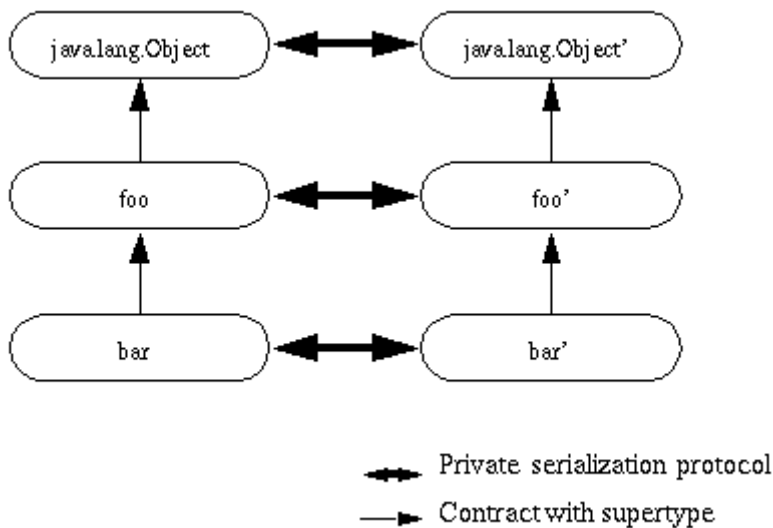 java.lang.Object
java.lang.Object’
foo
foo’
bar
bar’
Private serialization protocol
Contract with supertype